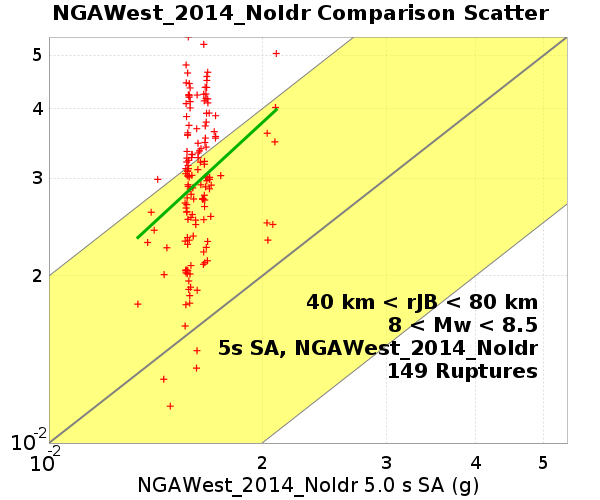 NGAWest_2014_NoIdr Comparison Scatter
5
4
3
2
10-2
10-2
2
3
4
5
40 km < rJB < 80 km
8 < Mw < 8.5
5s SA, NGAWest_2014_NoIdr
149 Ruptures
NGAWest_2014_NoIdr 5.0 s SA (g)